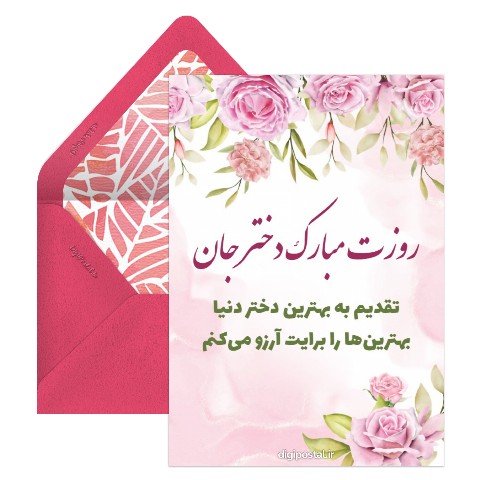 روزت مبارک دختر جان
تقدیم به بهترین دختر دنیا
بهترین‌ها را برایت آرزو می‌کنم
digipostal.ir